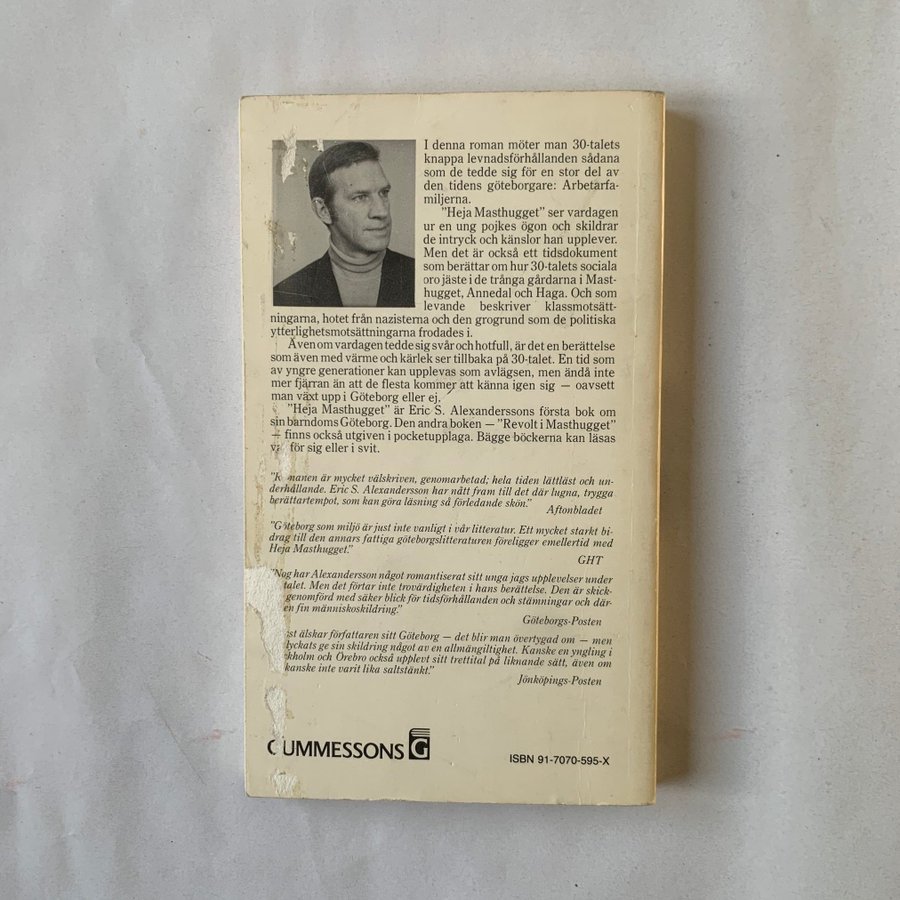 I denna roman möter man 30-talets
knappa levnadsförhållanden sådana
som de tedde sig för en stor del av
den tidens göteborgare: Arbetarfa-
miljerna.
"Heja Masthugget" ser vardagen
ur en ung pojkes ögon och skildrar
de intryck och känslor han upplever.
Men det är också ett tidsdokument
som berättar om hur 30-talets sociala
oro jäste i de trånga gårdarna i Mast-
hugget, Annedal och Haga. Och som
levande beskriver klassmotsätt-
ningarna, hotet från nazisterna och den grogrund som de politiska
ytterlighetsmotsättningarna frodades i.
Även om vardagen tedde sig svår och hotfull, är det en berättelse
som även med värme och kärlek ser tillbaka på 30-talet. En tid som
av yngre generationer kan upplevas som avlägsen, men ändå inte
mer fjärran än att de flesta kommer att känna igen sig — oavsett
man växt upp i Göteborg eller ej.
"Heja Masthugget" är Eric S. Alexanderssons första bok om
sin barndoms Göteborg. Den andra boken — "Revolt i Masthugget"
— finns också utgiven i pocketupplaga. Bägge böckerna kan läsas
för sig eller i svit.
är mycket välskriven, genomarbetad; hela tiden lättläst och un-
derhållande. Eric S. Alexandersson har nått fram till det där lugna, trygga
berättartempot, som kan göra läsning så förledande skön."
Aftonbladet
"Göteborg som miljö är just inte vanligt i vår litteratur. Ett mycket starkt bi-
drag till den annars fattiga göteborgslitteraturen föreligger emellertid med
Heja Masthugget."
GHT
"Nog har Alexandersson något romantiserat sitt unga jags upplevelser under
talet. Men det förtar inte trovärdigheten i hans berättelse. Den är skick-
genomförd med säker blick för tidsförhållanden och stämningar och där-
en fin människoskildring."
Göteborgs-Posten
älskar författaren sitt Göteborg — det blir man övertygad om — men
lyckats ge sin skildring något av en allmängiltighet. Kanske en yngling i
och Örebro också upplevt sitt trettital på liknande sätt, även om
kanske inte varit lika saltstänkt."
Jönköpings-Posten
GUMMESSONS G
ISBN 91-7070-595-X